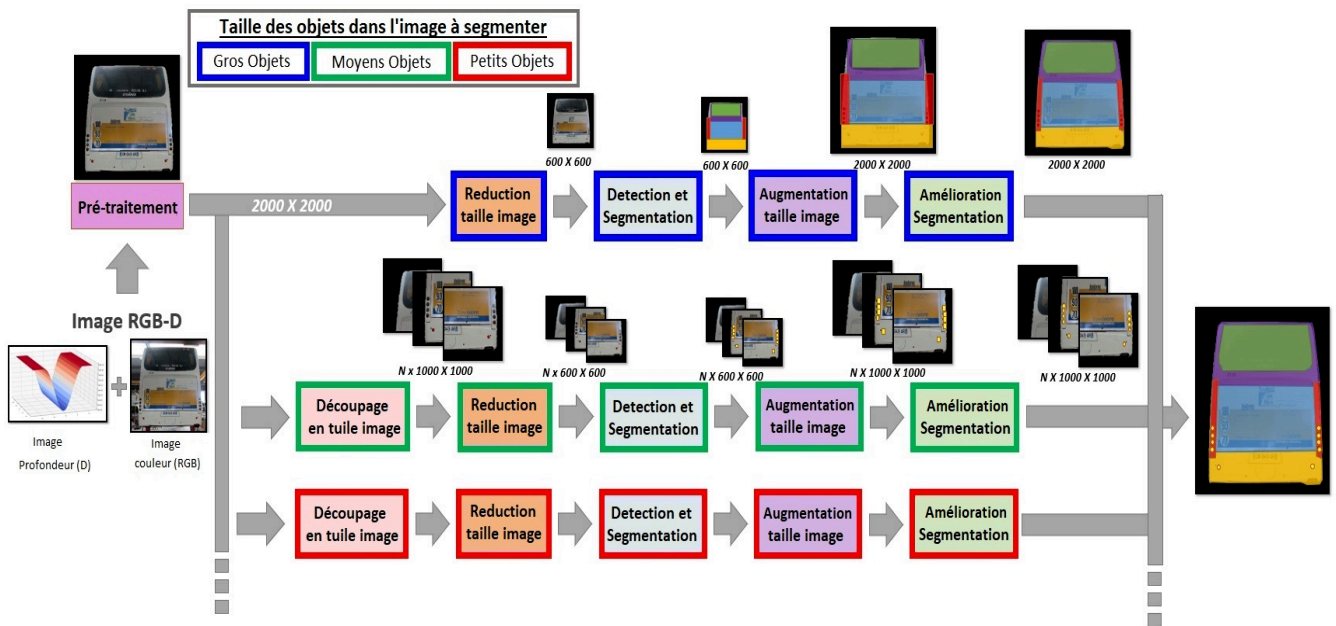 Taille des objets dans l'image à segmenter
Gros Objets
Moyens Objets
Petits Objets
600 X 600
600 X 600
2000 X 2000
2000 X 2000
Pré-traitement
2000 X 2000
Reduction
taille image
Detection et
Segmentation
Augmentation
taille image
Amélioration
Segmentation
Image RGB-D
Image
Profondeur (D)
Image
couleur (RGB)
N x 1000 X 1000
N x 600 X 600
N X 600 X 600
N X 1000 X 1000
N X 1000 X 1000
Découpage
en tuile image
Reduction
taille image
Detection et
Segmentation
Augmentation
taille image
Amélioration
Segmentation
Découpage
en tuile image
Reduction
taille image
Detection et
Segmentation
Augmentation
taille image
Amélioration
Segmentation